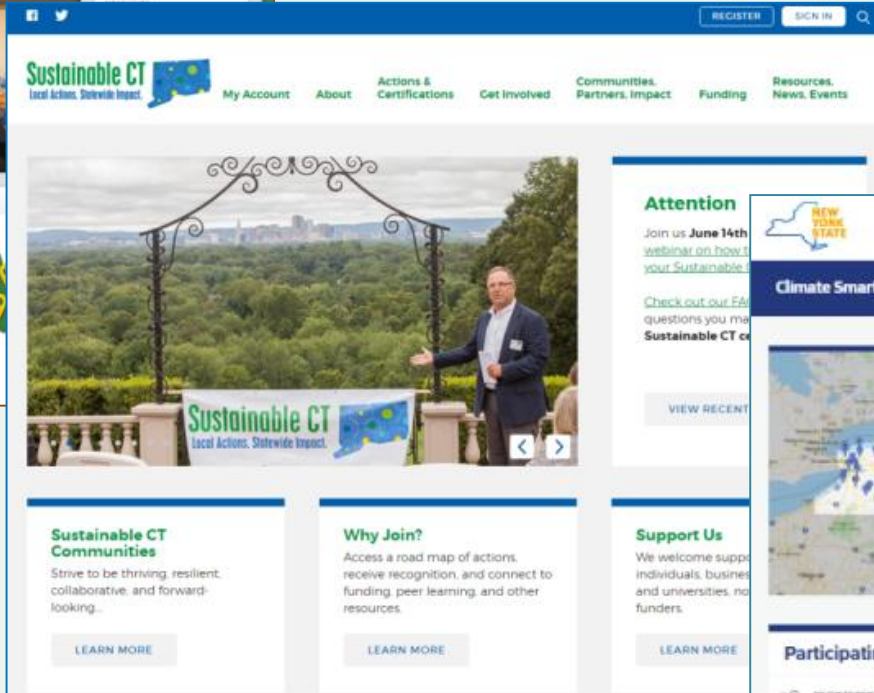 REGISTER
SIGN IN
Sustainable CT
Local Actions. Statewide Impact.
My Account
About
Actions &
Certifications
Get Involved
Communities,
Partners, Impact
Funding
Resources,
News, Events
Sustainable CT
Local Actions. Statewide Impact.
Attention
Join us June 14th
webinar on how t
your Sustainable
Check out our FA
questions you ma
Sustainable CT ce
VIEW RECENT
NEW
YORK
STATE
Climate Smart
Sustainable CT
Communities
Strive to be thriving, resilient,
collaborative, and forward-
looking...
LEARN MORE
Why Join?
Access a road map of actions,
receive recognition, and connect to
funding, peer learning, and other
resources.
LEARN MORE
Support Us
We welcome suppo
individuals, busines
and universities, no
funders.
LEARN MORE
Participatin